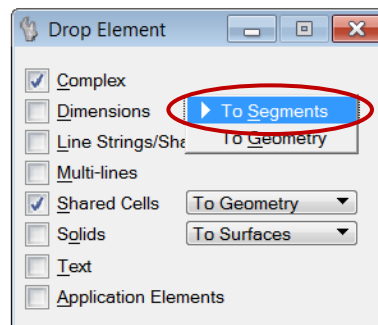 Drop Element
Complex
Dimensions
To Segments
Line Strings/Sha
To Geometry
Multi-lines
Shared Cells To Geometry
Solids To Surfaces
Text
Application Elements